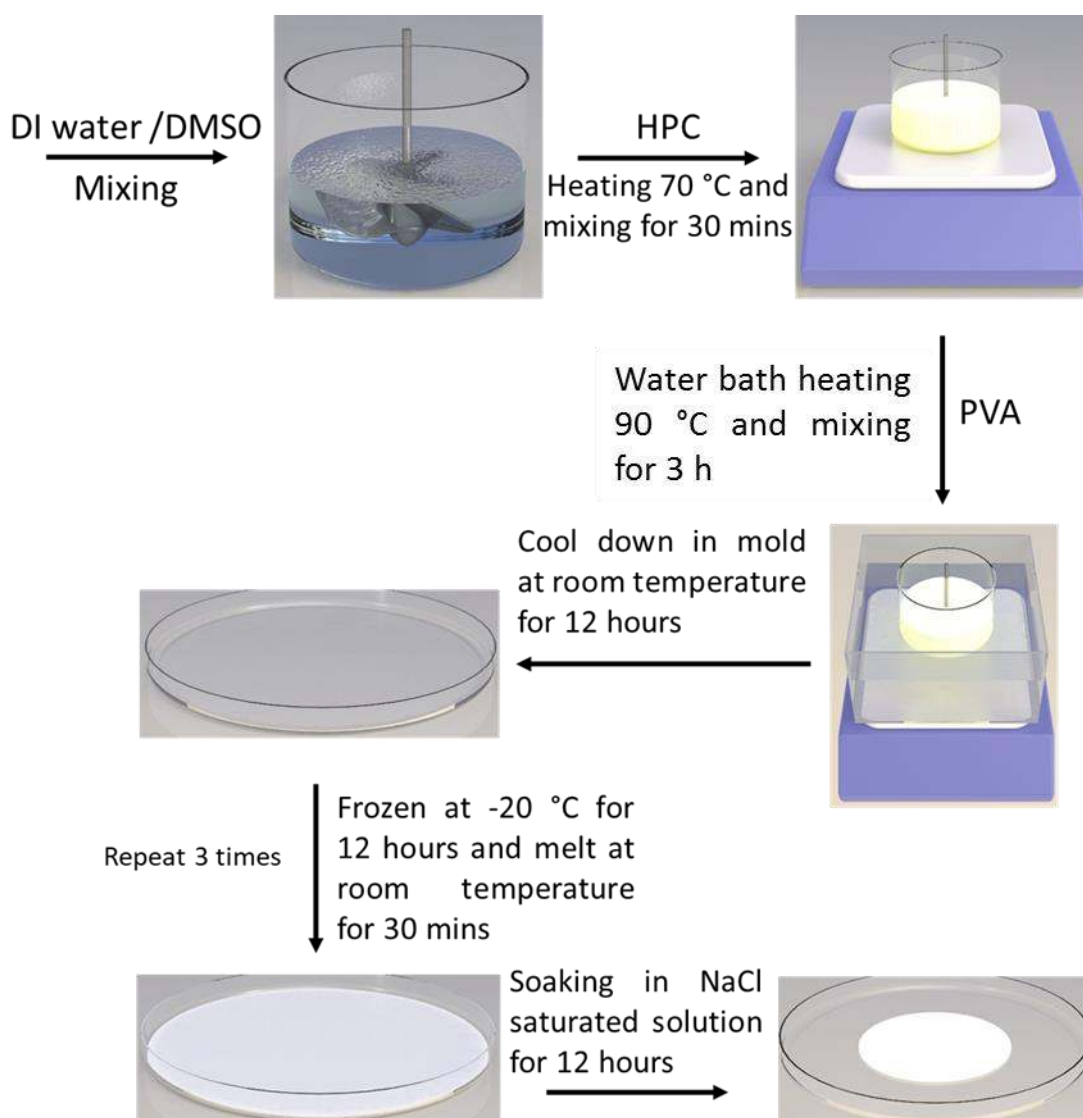 DI water /DMSO
Mixing
HPC
Heating 70 °C and
mixing for 30 mins
Water bath heating
90 °C and mixing
for 3 h
PVA
Cool down in mold
at room temperature
for 12 hours
Repeat 3 times
Frozen at -20 °C for
12 hours and melt at
room temperature
for 30 mins
Soaking in NaCl
saturated solution
for 12 hours